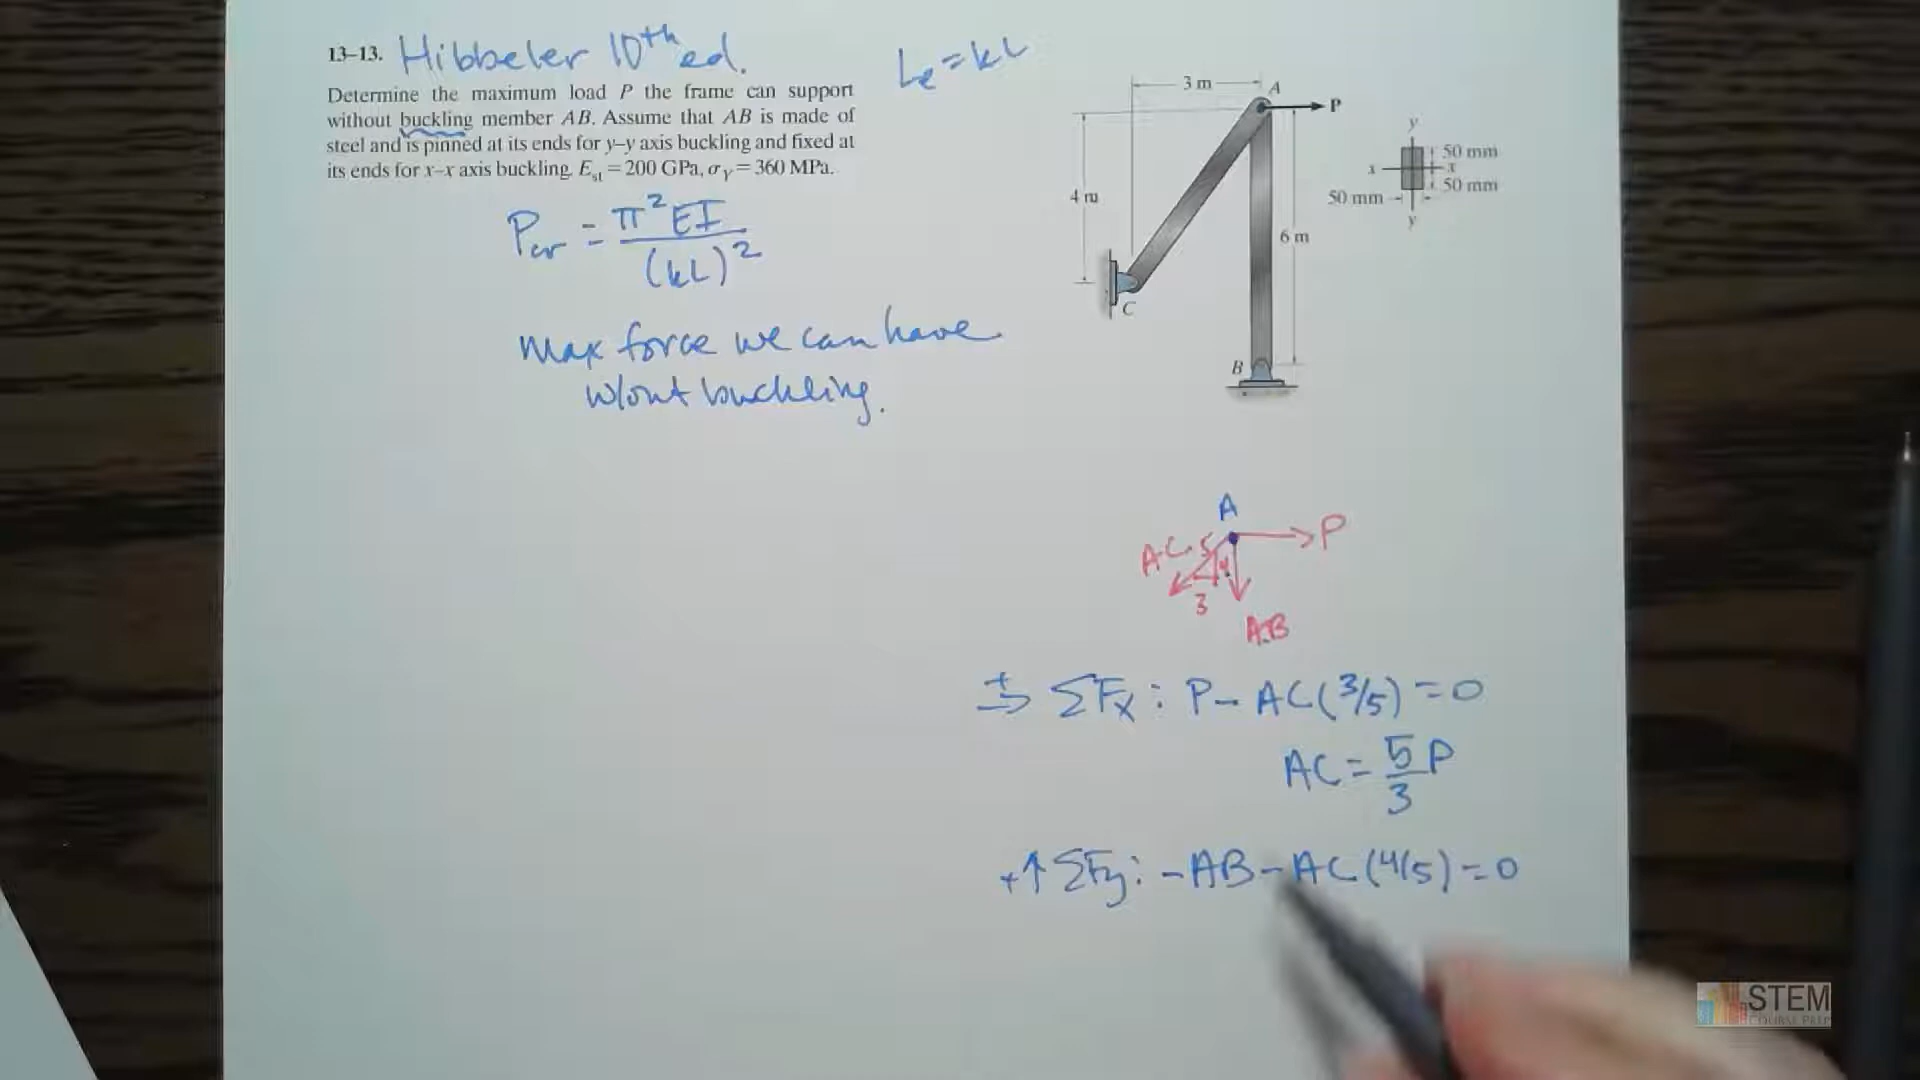 13–13. Hibbeler 10th ed.
Determine the maximum load P the frame can support
without buckling member AB. Assume that AB is made of
steel and is pinned at its ends for y–y axis buckling and fixed at
its ends for x–x axis buckling. Est = 200 GPa, σY = 360 MPa.
Le = kL
Pcr = π²EI
(kL)²
Max force we can have
w/out buckling.
3 m
A
P
4 m
6 m
C
B
y
50 mm
x
x
50 mm
50 mm
y
A
P
AC
5
4
3
AB
+→ ΣFx: P - AC(3/5) = 0
AC = 5P
3
+↑ ΣFy: -AB - AC(4/5) = 0
STEM
COURSE PREP